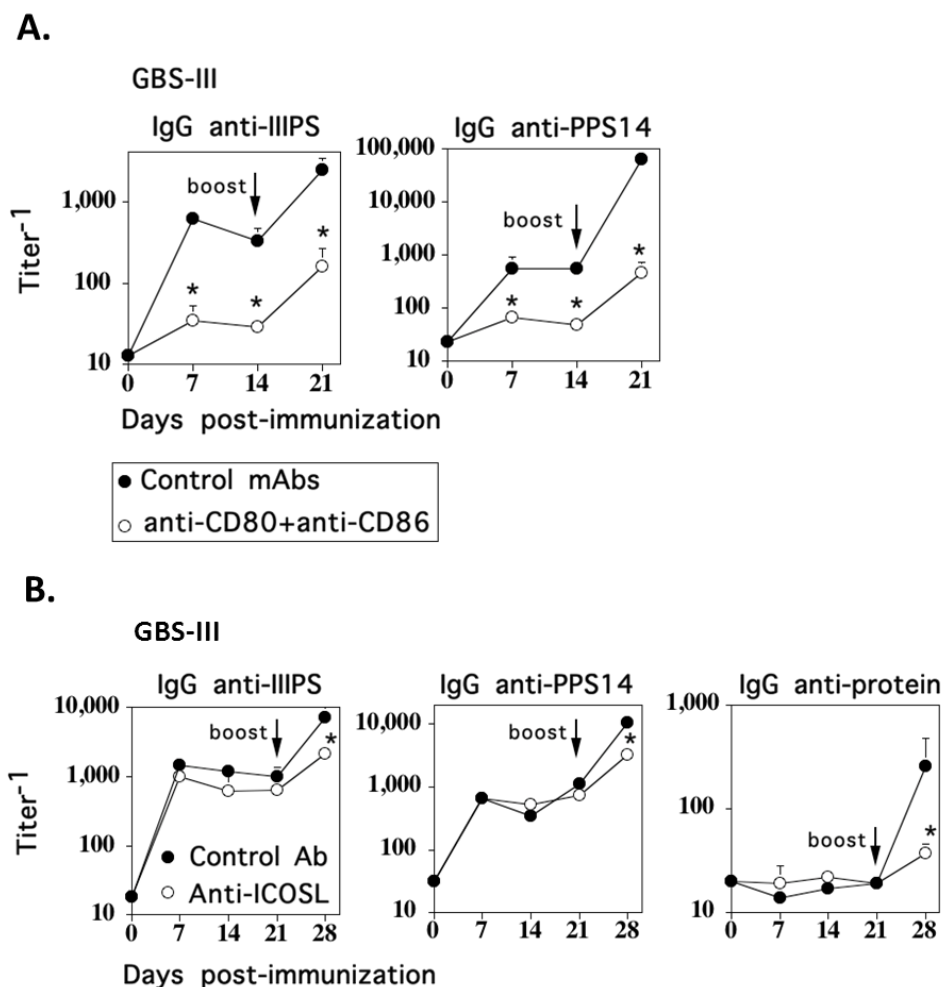 A.
GBS-III
IgG anti-IIIPS
IgG anti-PPS14
Titer-1
1,000
100
10
boost
*
*
*
0 7 14 21
100,000
10,000
1,000
100
10
boost
*
*
*
0 7 14 21
Days post-immunization
Control mAbs
anti-CD80+anti-CD86
B.
GBS-III
IgG anti-IIIPS
IgG anti-PPS14
IgG anti-protein
Titer-1
10,000
1,000
100
10
boost
*
Control Ab
Anti-ICOSL
0 7 14 21 28
10,000
1,000
100
10
boost
*
0 7 14 21 28
1,000
100
10
boost
*
0 7 14 21 28
Days post-immunization